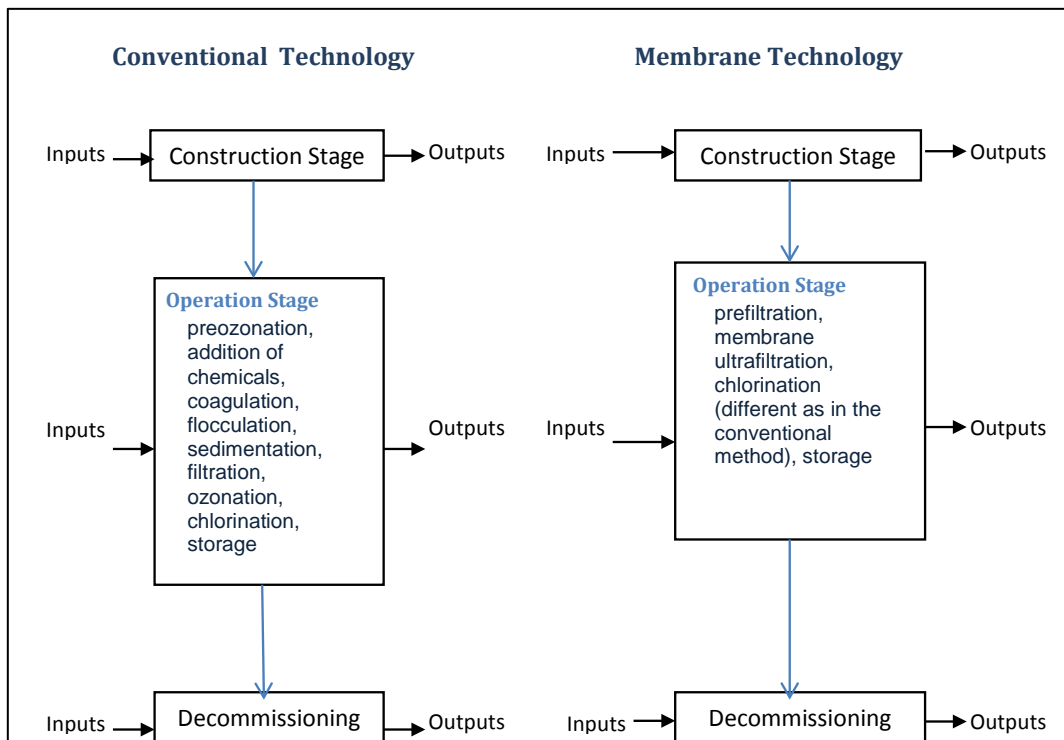 Conventional Technology
Inputs
Construction Stage
Outputs
Operation Stage
preozonation,
addition of
chemicals,
coagulation,
flocculation,
sedimentation,
filtration,
ozonation,
chlorination,
storage
Inputs
Outputs
Inputs
Decommissioning
Outputs
Membrane Technology
Inputs
Construction Stage
Outputs
Operation Stage
prefiltration,
membrane
ultrafiltration,
chlorination
(different as in the
conventional
method), storage
Inputs
Outputs
Inputs
Decommissioning
Outputs